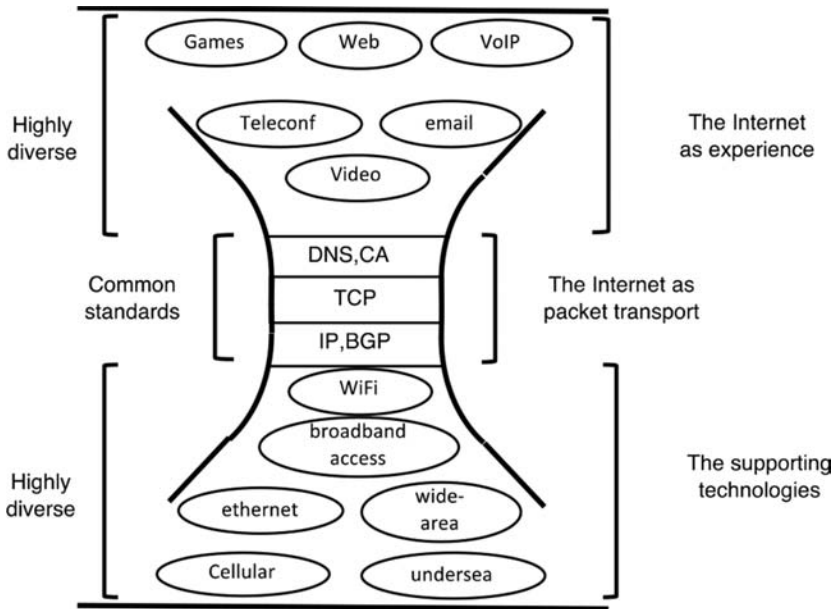 Games
Web
VoIP
Highly
diverse
Teleconf
email
The Internet
as experience
Video
DNS,CA
Common
standards
TCP
The Internet as
packet transport
IP,BGP
WiFi
broadband
access
Highly
diverse
The supporting
technologies
ethernet
wide-
area
Cellular
undersea